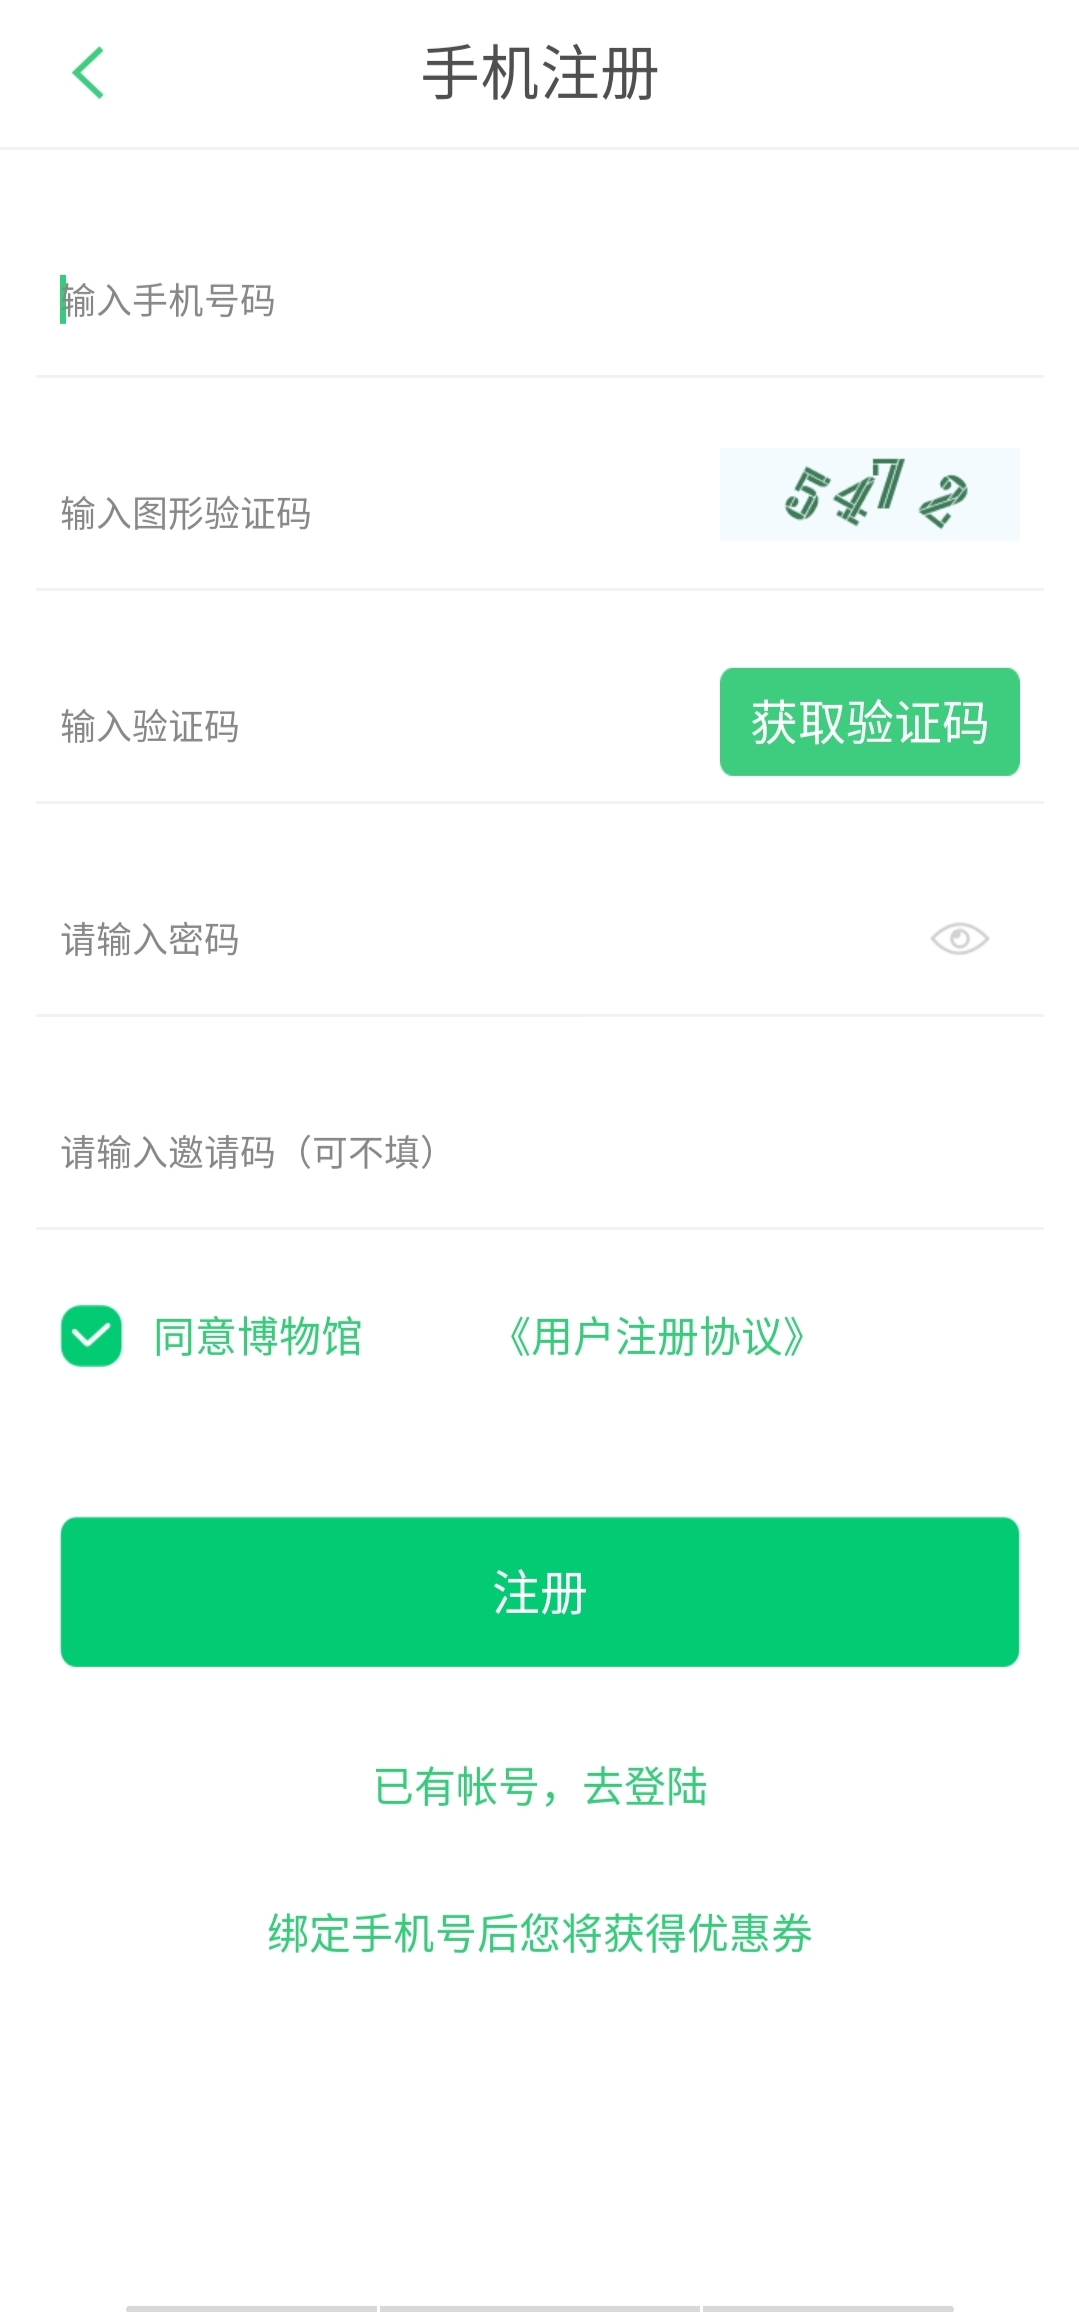 手机注册
输入手机号码
输入图形验证码
5472
输入验证码
获取验证码
请输入密码
请输入邀请码（可不填）
同意博物馆 《用户注册协议》
注册
已有帐号，去登陆
绑定手机号后您将获得优惠券